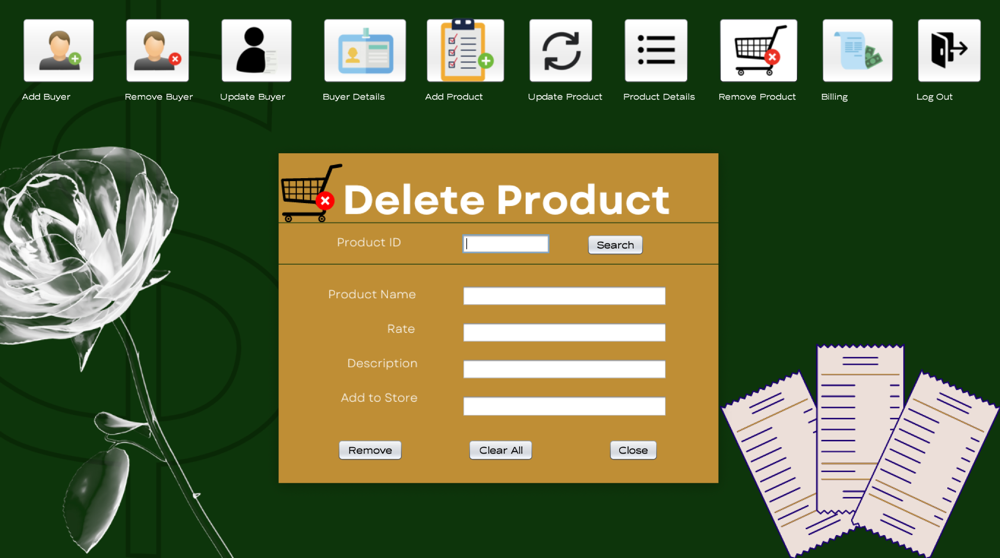 Add Buyer
Remove Buyer
Update Buyer
Buyer Details
Add Product
Update Product
Product Details
Remove Product
Billing
Log Out
Delete Product
Product ID
Search
Product Name
Rate
Description
Add to Store
Remove
Clear All
Close